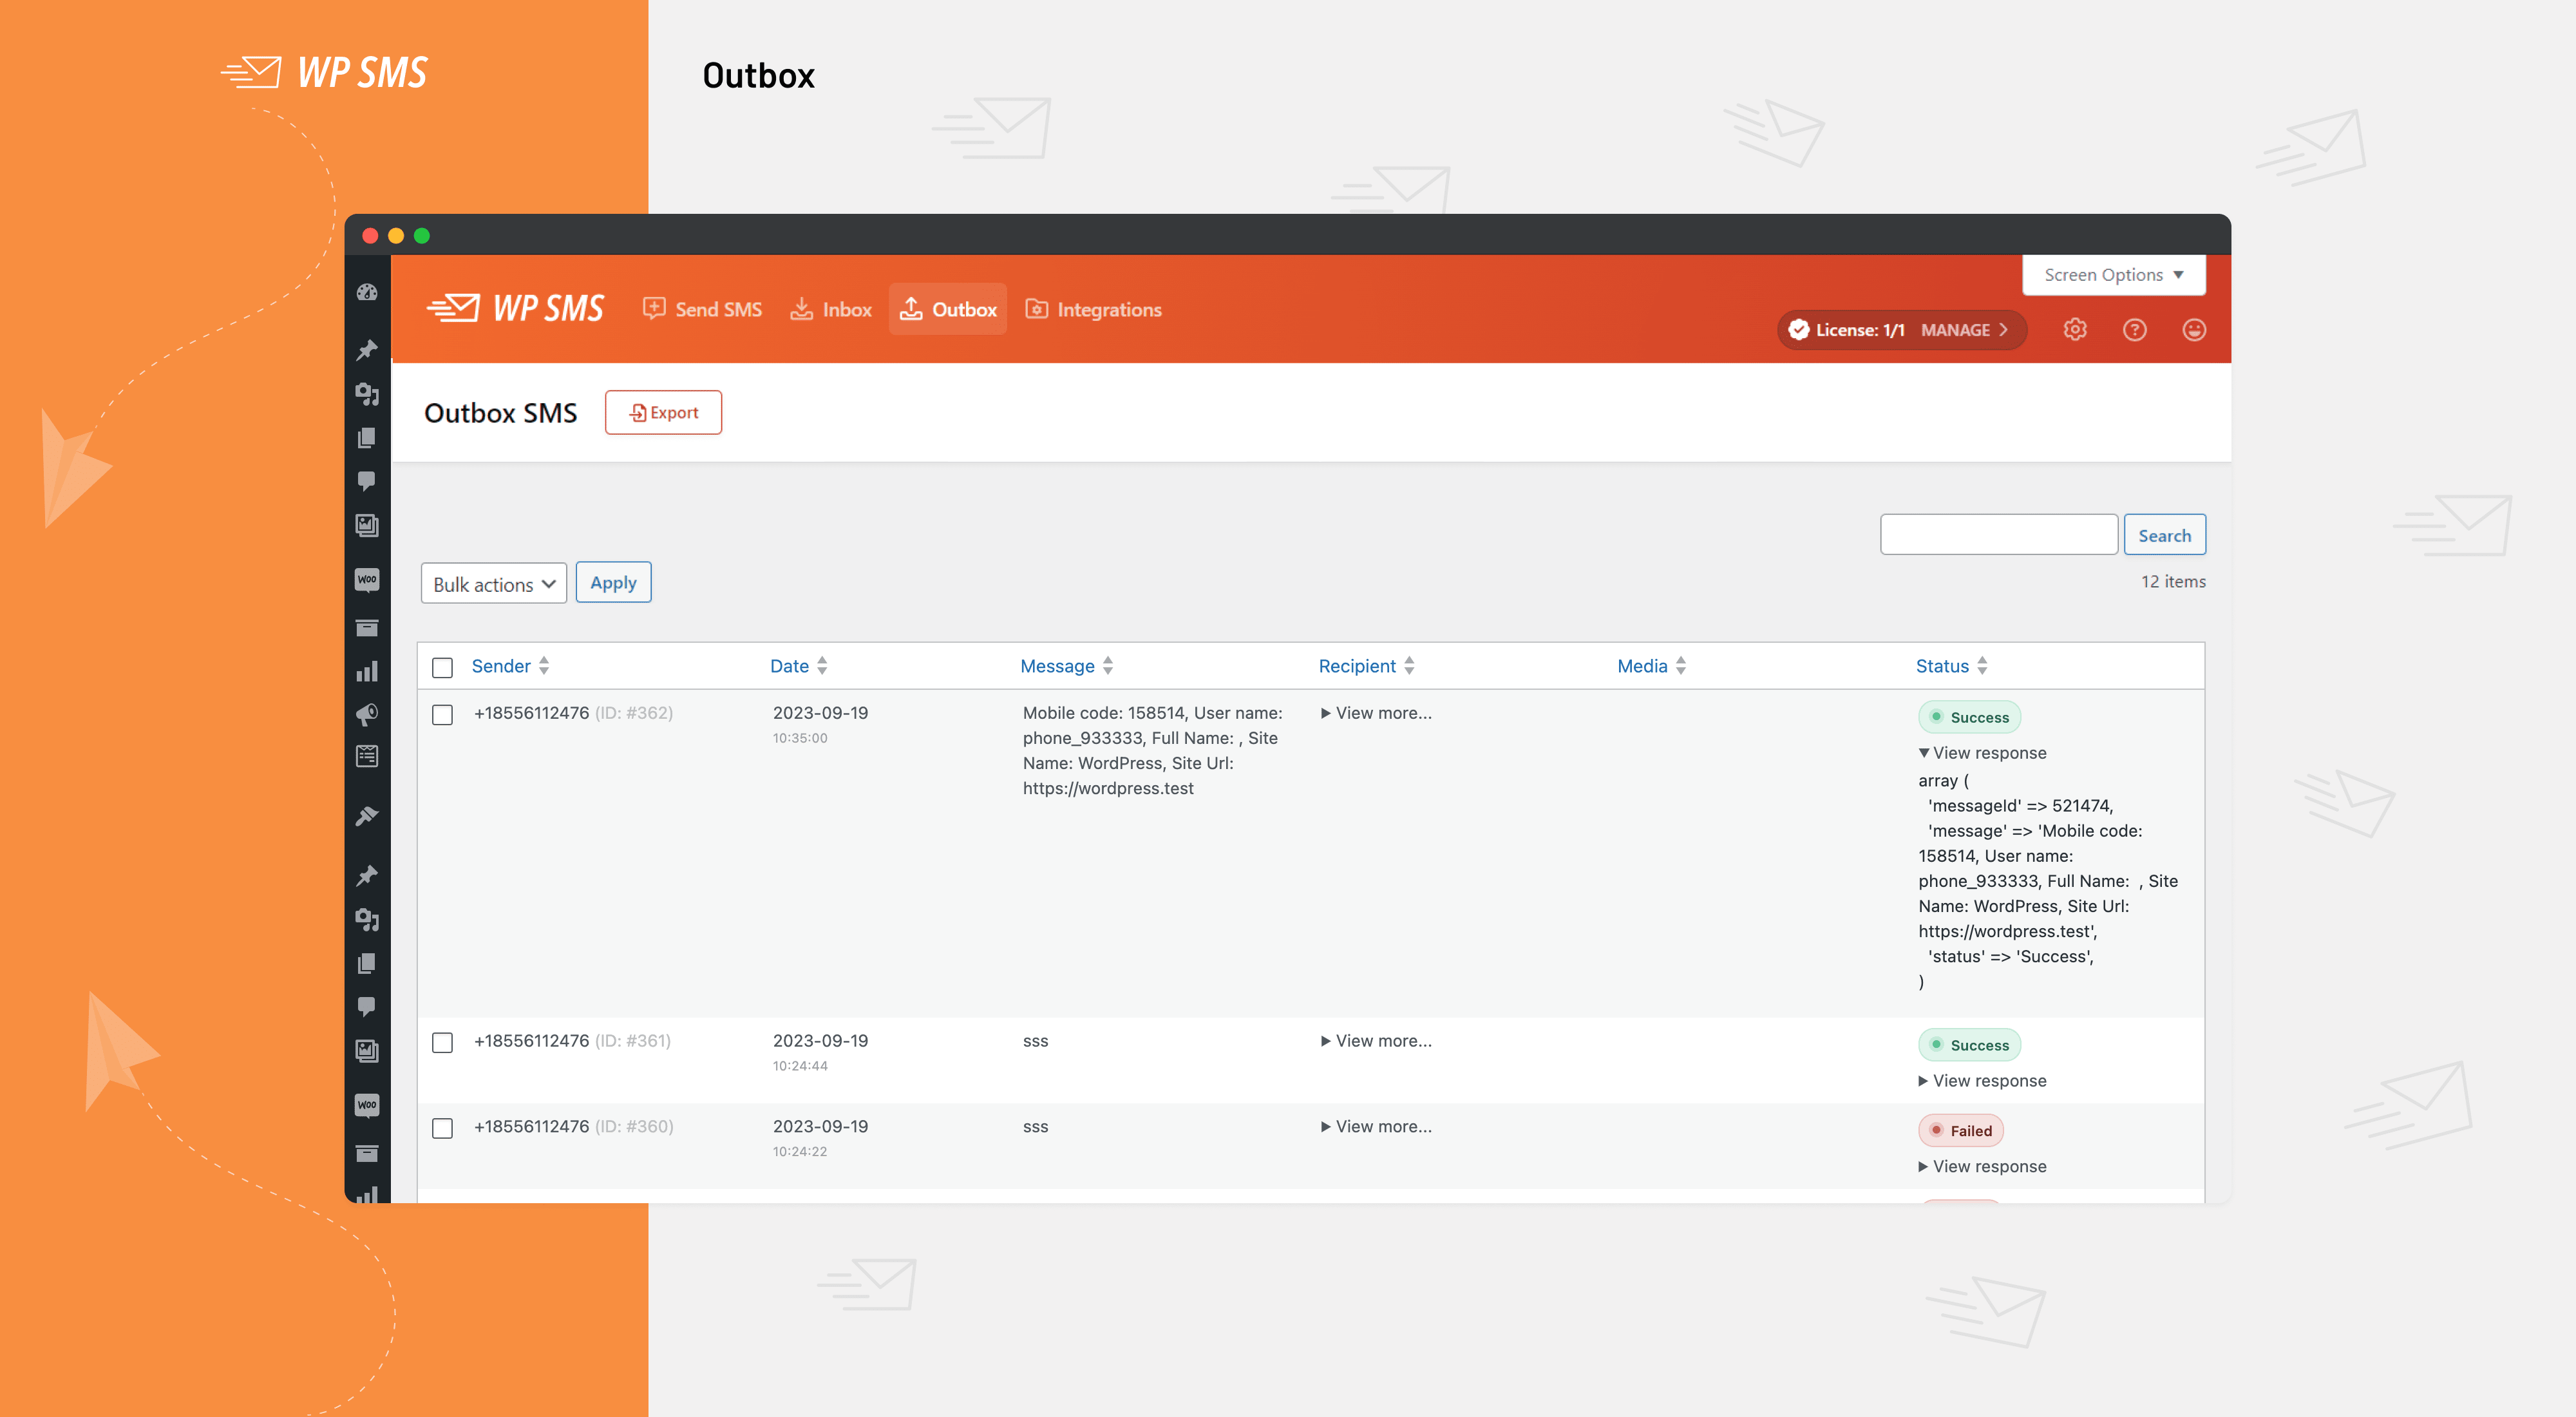 WP SMS
Outbox
Screen Options
WP SMS
Send SMS
Inbox
Outbox
Integrations
License: 1/1 MANAGE
Outbox SMS
Export
Search
12 items
Bulk actions
Apply
Sender
Date
Message
Recipient
Media
Status
+18556112476 (ID: #362)
2023-09-19
10:35:00
Mobile code: 158514, User name:
phone_933333, Full Name: , Site
Name: WordPress, Site Url:
https://wordpress.test
View more...
Success
View response
array (
'messageId' => 521474,
'message' => 'Mobile code:
158514, User name:
phone_933333, Full Name:  , Site
Name: WordPress, Site Url:
https://wordpress.test',
'status' => 'Success',
)
+18556112476 (ID: #361)
2023-09-19
10:24:44
sss
View more...
Success
View response
+18556112476 (ID: #360)
2023-09-19
10:24:22
sss
View more...
Failed
View response
Woo
Woo